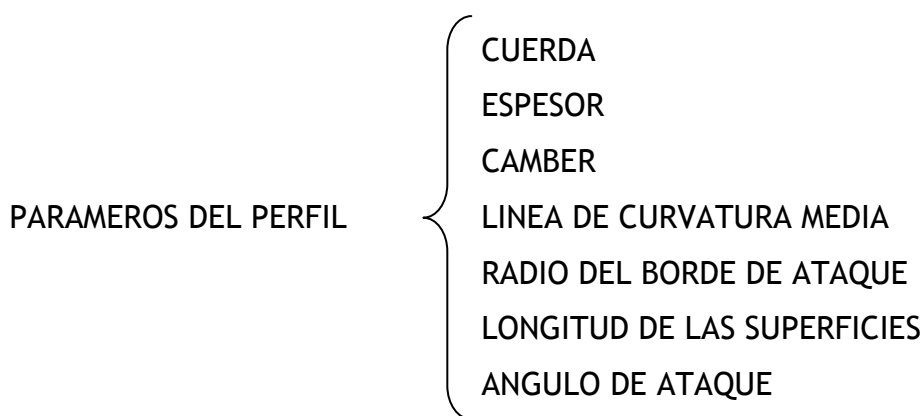 CUERDA
ESPESOR
CAMBER
PARAMEROS DEL PERFIL
LINEA DE CURVATURA MEDIA
RADIO DEL BORDE DE ATAQUE
LONGITUD DE LAS SUPERFICIES
ANGULO DE ATAQUE